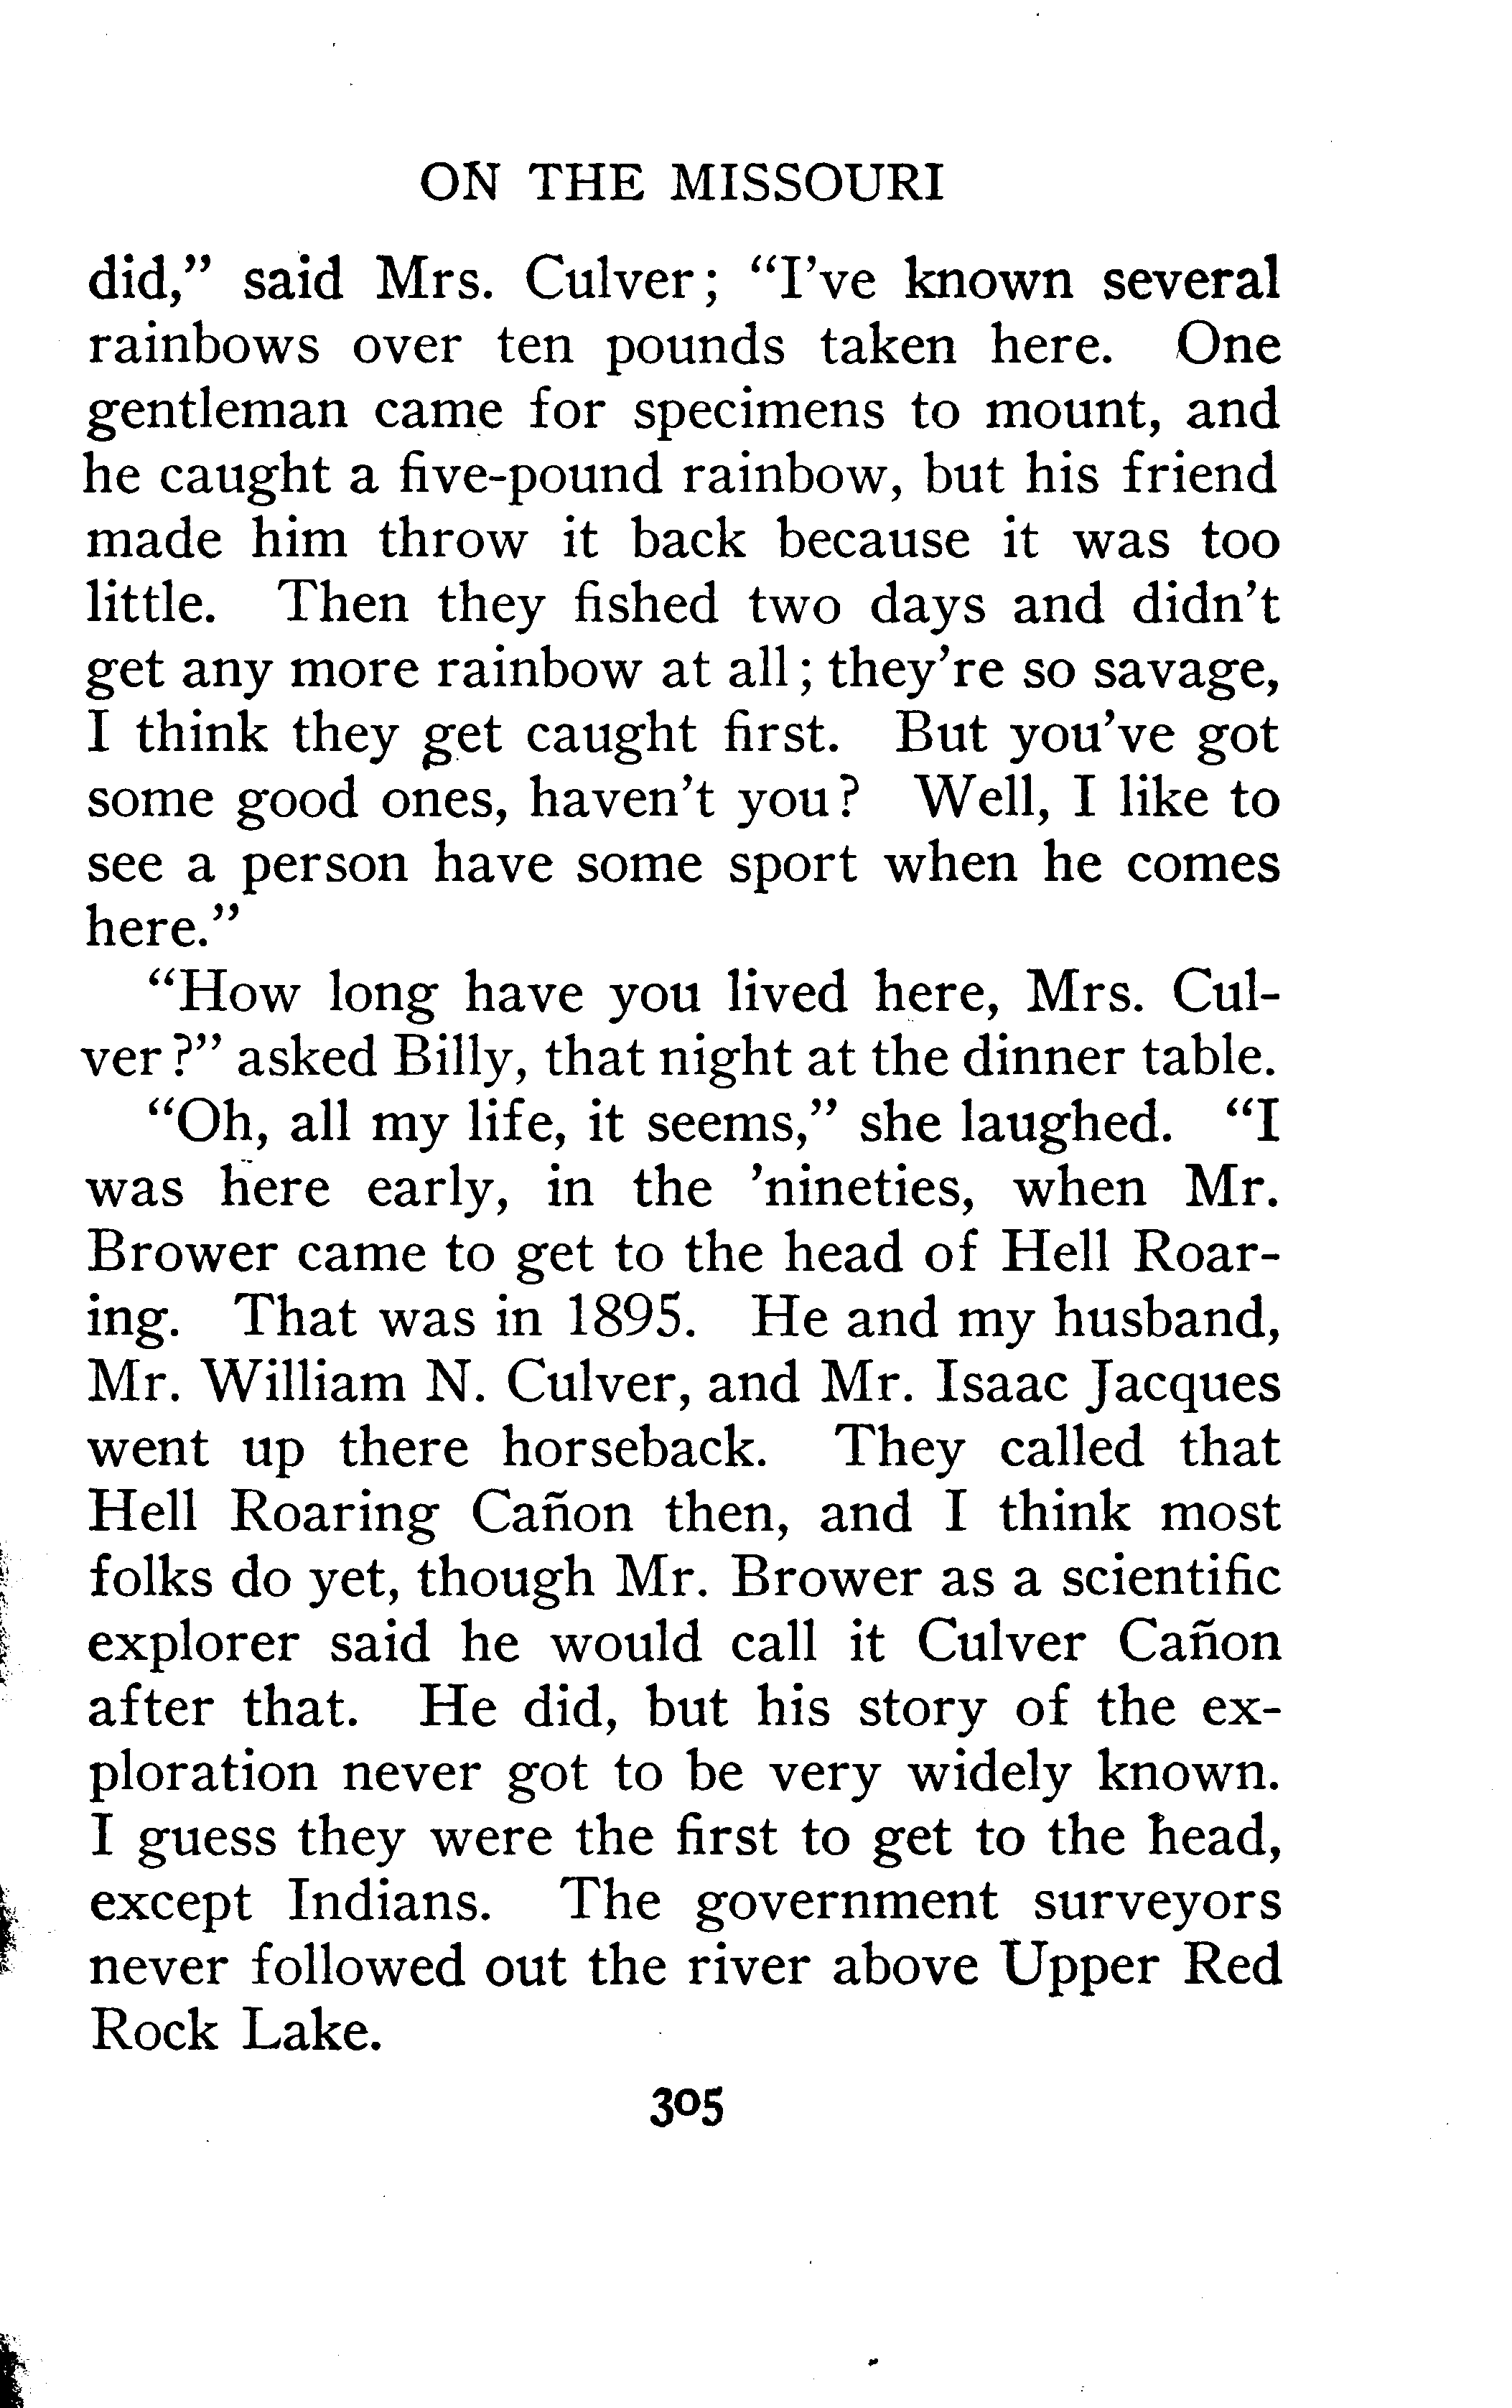 ON THE MISSOURI
did,” said Mrs. Culver; “I’ve known several
rainbows over ten pounds taken here. One
gentleman came for specimens to mount, and
he caught a five-pound rainbow, but his friend
made him throw it back because it was too
little. Then they fished two days and didn’t
get any more rainbow at all; they’re so savage,
I think they get caught first. But you’ve got
some good ones, haven’t you? Well, I like to
see a person have some sport when he comes
here.”
“How long have you lived here, Mrs. Cul-
ver?” asked Billy, that night at the dinner table.
“Oh, all my life, it seems,” she laughed. “I
was here early, in the ’nineties, when Mr.
Brower came to get to the head of Hell Roar-
ing. That was in 1895. He and my husband,
Mr. William N. Culver, and Mr. Isaac Jacques
went up there horseback. They called that
Hell Roaring Cañon then, and I think most
folks do yet, though Mr. Brower as a scientific
explorer said he would call it Culver Cañon
after that. He did, but his story of the ex-
ploration never got to be very widely known.
I guess they were the first to get to the head,
except Indians. The government surveyors
never followed out the river above Upper Red
Rock Lake.
305